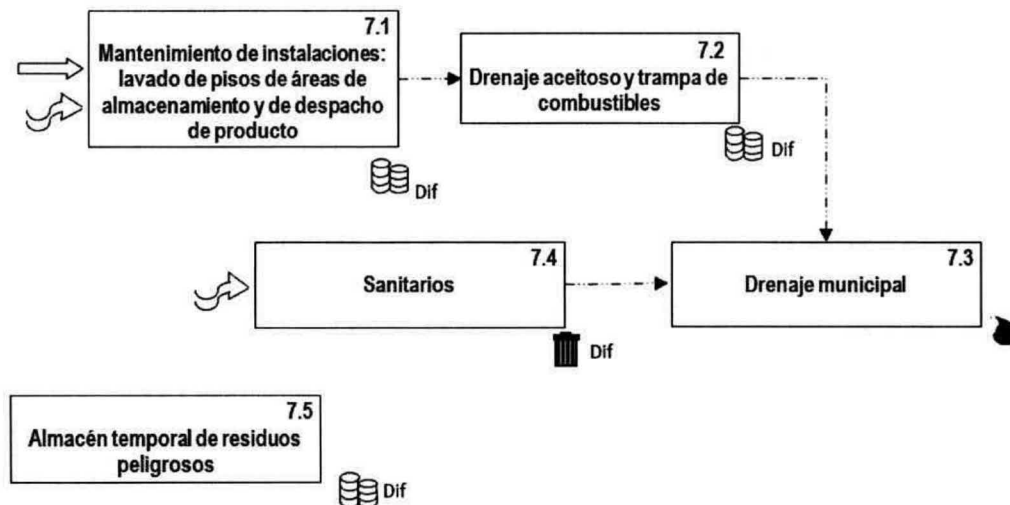 7.1
Mantenimiento de instalaciones:
lavado de pisos de áreas de
almacenamiento y de despacho
de producto
Dif
7.2
Drenaje aceitoso y trampa de
combustibles
Dif
7.4
Sanitarios
Dif
7.3
Drenaje municipal
7.5
Almacén temporal de residuos
peligrosos
Dif